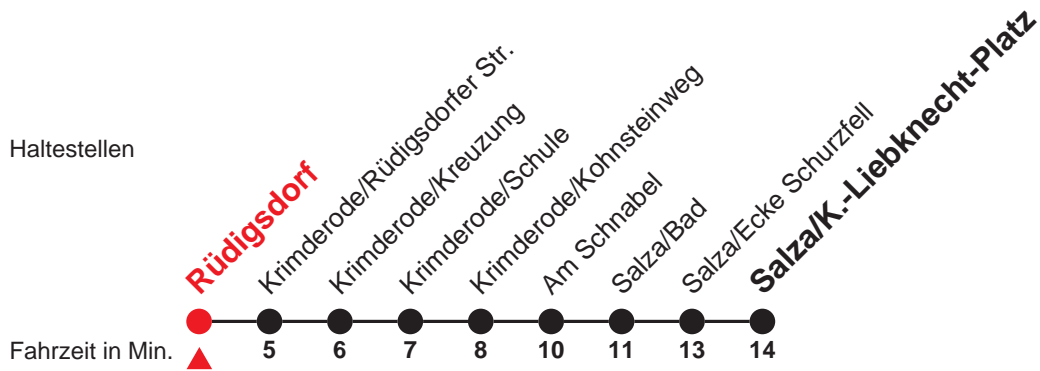 Haltestellen
Rüdigsdorf
Krimderode/Rüdigsdorfer Str.
Krimderode/Kreuzung
Krimderode/Schule
Krimderode/Kohnsteinweg
Am Schnabel
Salza/Bad
Salza/Ecke Schurzfell
Salza/K.-Liebknecht-Platz
Fahrzeit in Min. 5 6 7 8 10 11 13 14